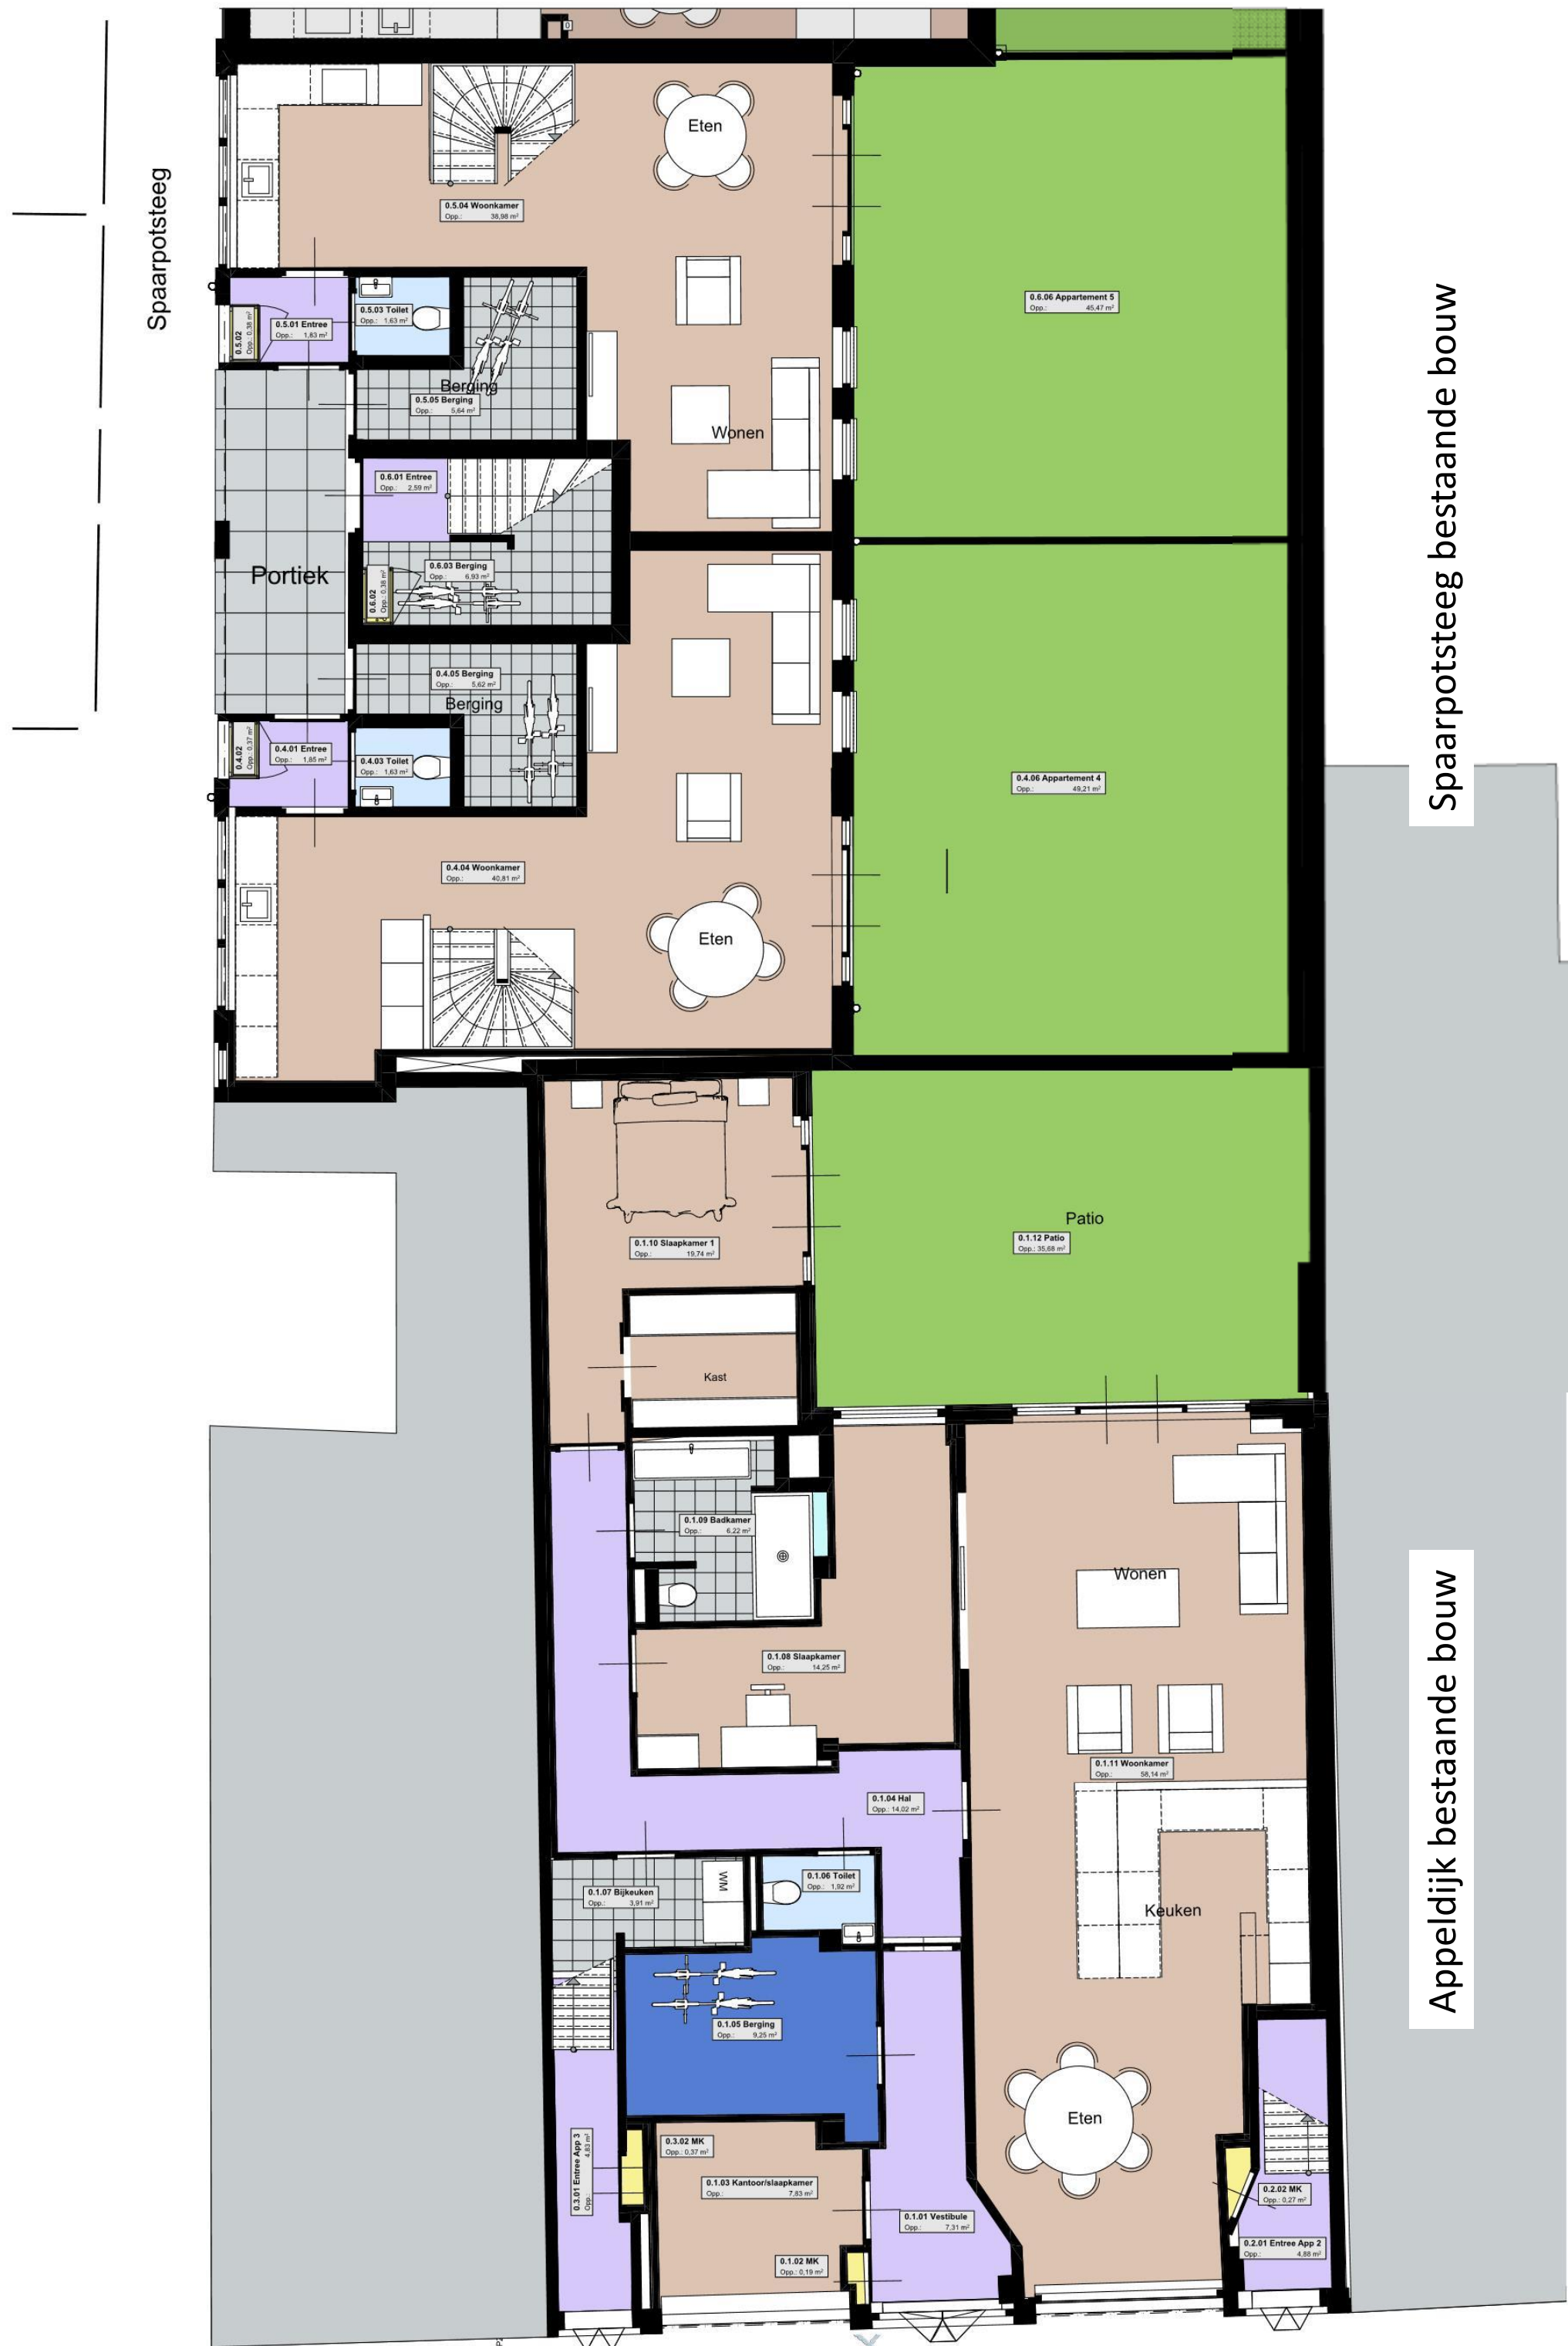 Spaarpotsteeg
Eten
0.5.04 Woonkamer
Opp.: 38,98 m²
0.5.02
Opp.: 0,38 m²
0.5.01 Entree
Opp.: 1,83 m²
0.5.03 Toilet
Opp.: 1,63 m²
Berging
0.5.05 Berging
Opp.: 5,64 m²
Wonen
0.6.06 Appartement 5
Opp.: 45,47 m²
Spaarpotsteeg bestaande bouw
0.6.01 Entree
Opp.: 2,59 m²
Portiek
0.6.03 Berging
Opp.: 6,93 m²
0.6.02
Opp.: 0,38 m²
0.4.05 Berging
Opp.: 5,62 m²
Berging
0.4.02
Opp.: 0,37 m²
0.4.01 Entree
Opp.: 1,85 m²
0.4.03 Toilet
Opp.: 1,63 m²
0.4.06 Appartement 4
Opp.: 49,21 m²
0.4.04 Woonkamer
Opp.: 40,81 m²
Eten
Patio
0.1.12 Patio
Opp.: 35,68 m²
0.1.10 Slaapkamer 1
Opp.: 19,74 m²
Kast
0.1.09 Badkamer
Opp.: 6,22 m²
Wonen
0.1.08 Slaapkamer
Opp.: 14,25 m²
0.1.11 Woonkamer
Opp.: 58,14 m²
0.1.04 Hal
Opp.: 14,02 m²
Appeldijk bestaande bouw
0.1.06 Toilet
Opp.: 1,92 m²
WM
0.1.07 Bijkeuken
Opp.: 3,91 m²
Keuken
0.1.05 Berging
Opp.: 9,25 m²
Eten
0.3.02 MK
Opp.: 0,37 m²
0.3.01 Entree App 3
Opp.: 4,83 m²
0.1.03 Kantoor/slaapkamer
Opp.: 7,83 m²
0.2.02 MK
Opp.: 0,27 m²
0.1.01 Vestibule
Opp.: 7,31 m²
0.2.01 Entree App 2
Opp.: 4,88 m²
0.1.02 MK
Opp.: 0,19 m²